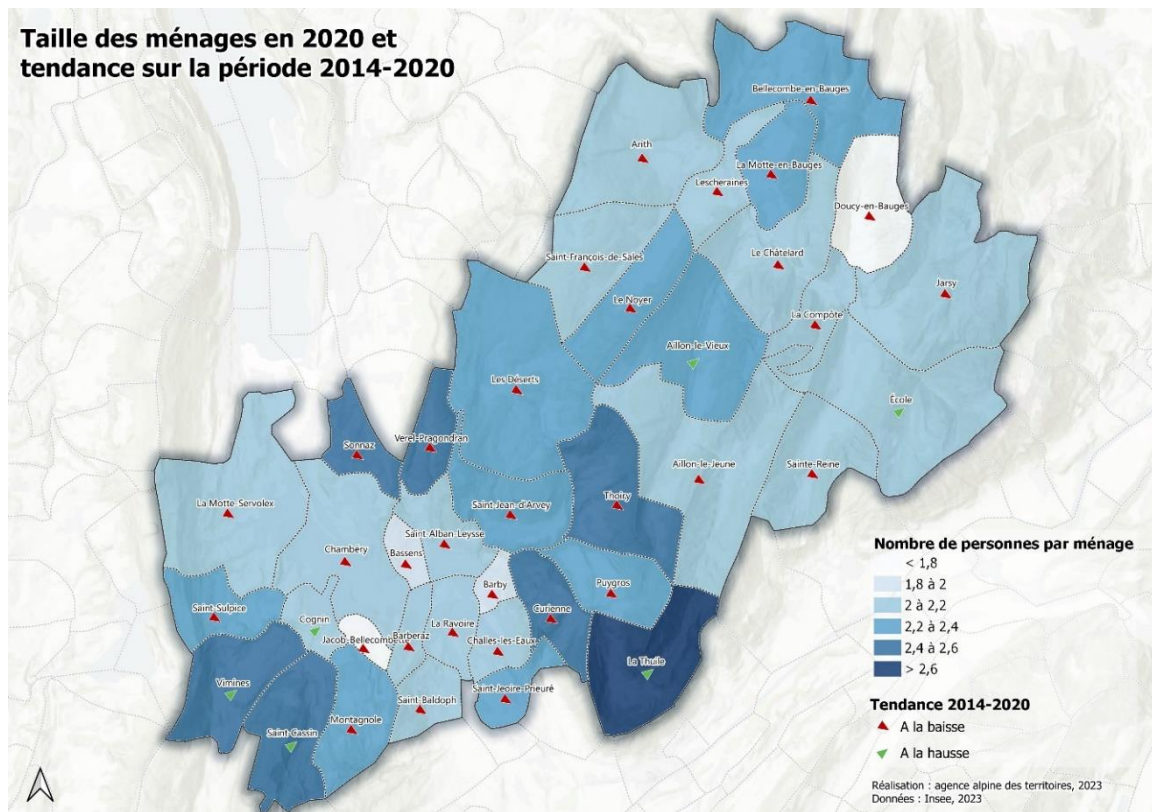 Taille des ménages en 2020 et
tendance sur la période 2014-2020
Bellecombe-en-Bauges
Arith
La Motte-en-Bauges
Lescheraines
Doucy-en-Bauges
Saint-François-de-Sales
Le Châtelard
Jarsy
Le Noyer
La Compôte
Aillon-le-Vieux
Les Déserts
École
Sonnaz
Verel-Pragondran
Aillon-le-Jeune
Sainte-Reine
La Motte-Servolex
Thoiry
Saint-Jean-d'Arvey
Saint-Alban-Leysse
Chambéry
Bassens
Barby
Puygros
Saint-Sulpice
Cognin
Curienne
La Ravoire
Jacob-Bellecombette
Barberaz
Challes-les-Eaux
La Thuile
Vimines
Saint-Jeoire-Prieuré
Saint-Baldoph
Montagnole
Saint-Cassin
Nombre de personnes par ménage
< 1,8
1,8 à 2
2 à 2,2
2,2 à 2,4
2,4 à 2,6
> 2,6
Tendance 2014-2020
A la baisse
A la hausse
Réalisation : agence alpine des territoires, 2023
Données : Insee, 2023